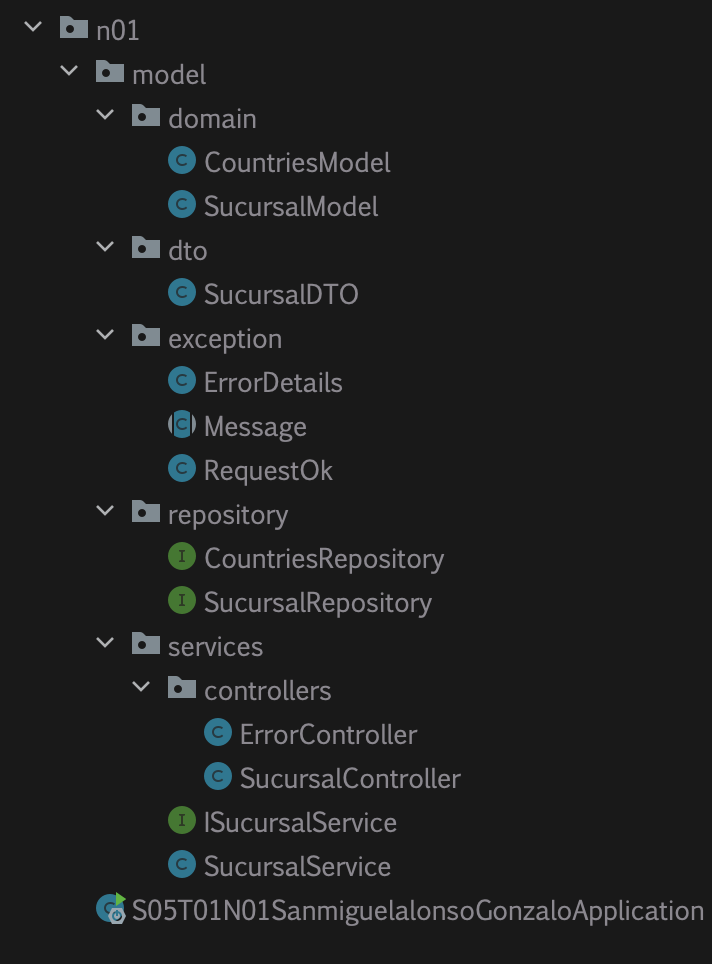 n01
model
domain
C CountriesModel
C SucursalModel
dto
C SucursalDTO
exception
C ErrorDetails
C Message
C RequestOk
repository
I CountriesRepository
I SucursalRepository
services
controllers
C ErrorController
C SucursalController
I ISucursalService
C SucursalService
C S05T01N01SanmiguelalonsoGonzaloApplication